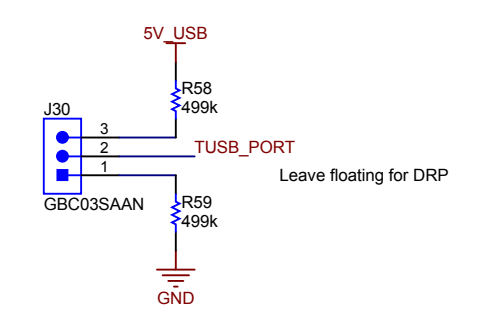 5V_USB
R58
499k
J30
3
2
TUSB_PORT
1
Leave floating for DRP
GBC03SAAN
R59
499k
GND